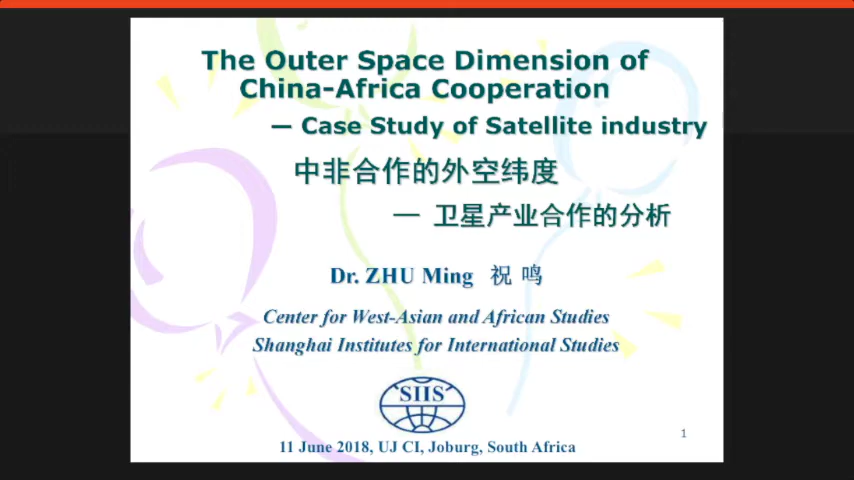 The Outer Space Dimension of
China-Africa Cooperation
— Case Study of Satellite industry
中非合作的外空纬度
— 卫星产业合作的分析
Dr. ZHU Ming 祝 鸣
Center for West-Asian and African Studies
Shanghai Institutes for International Studies
SIIS
1
11 June 2018, UJ CI, Joburg, South Africa